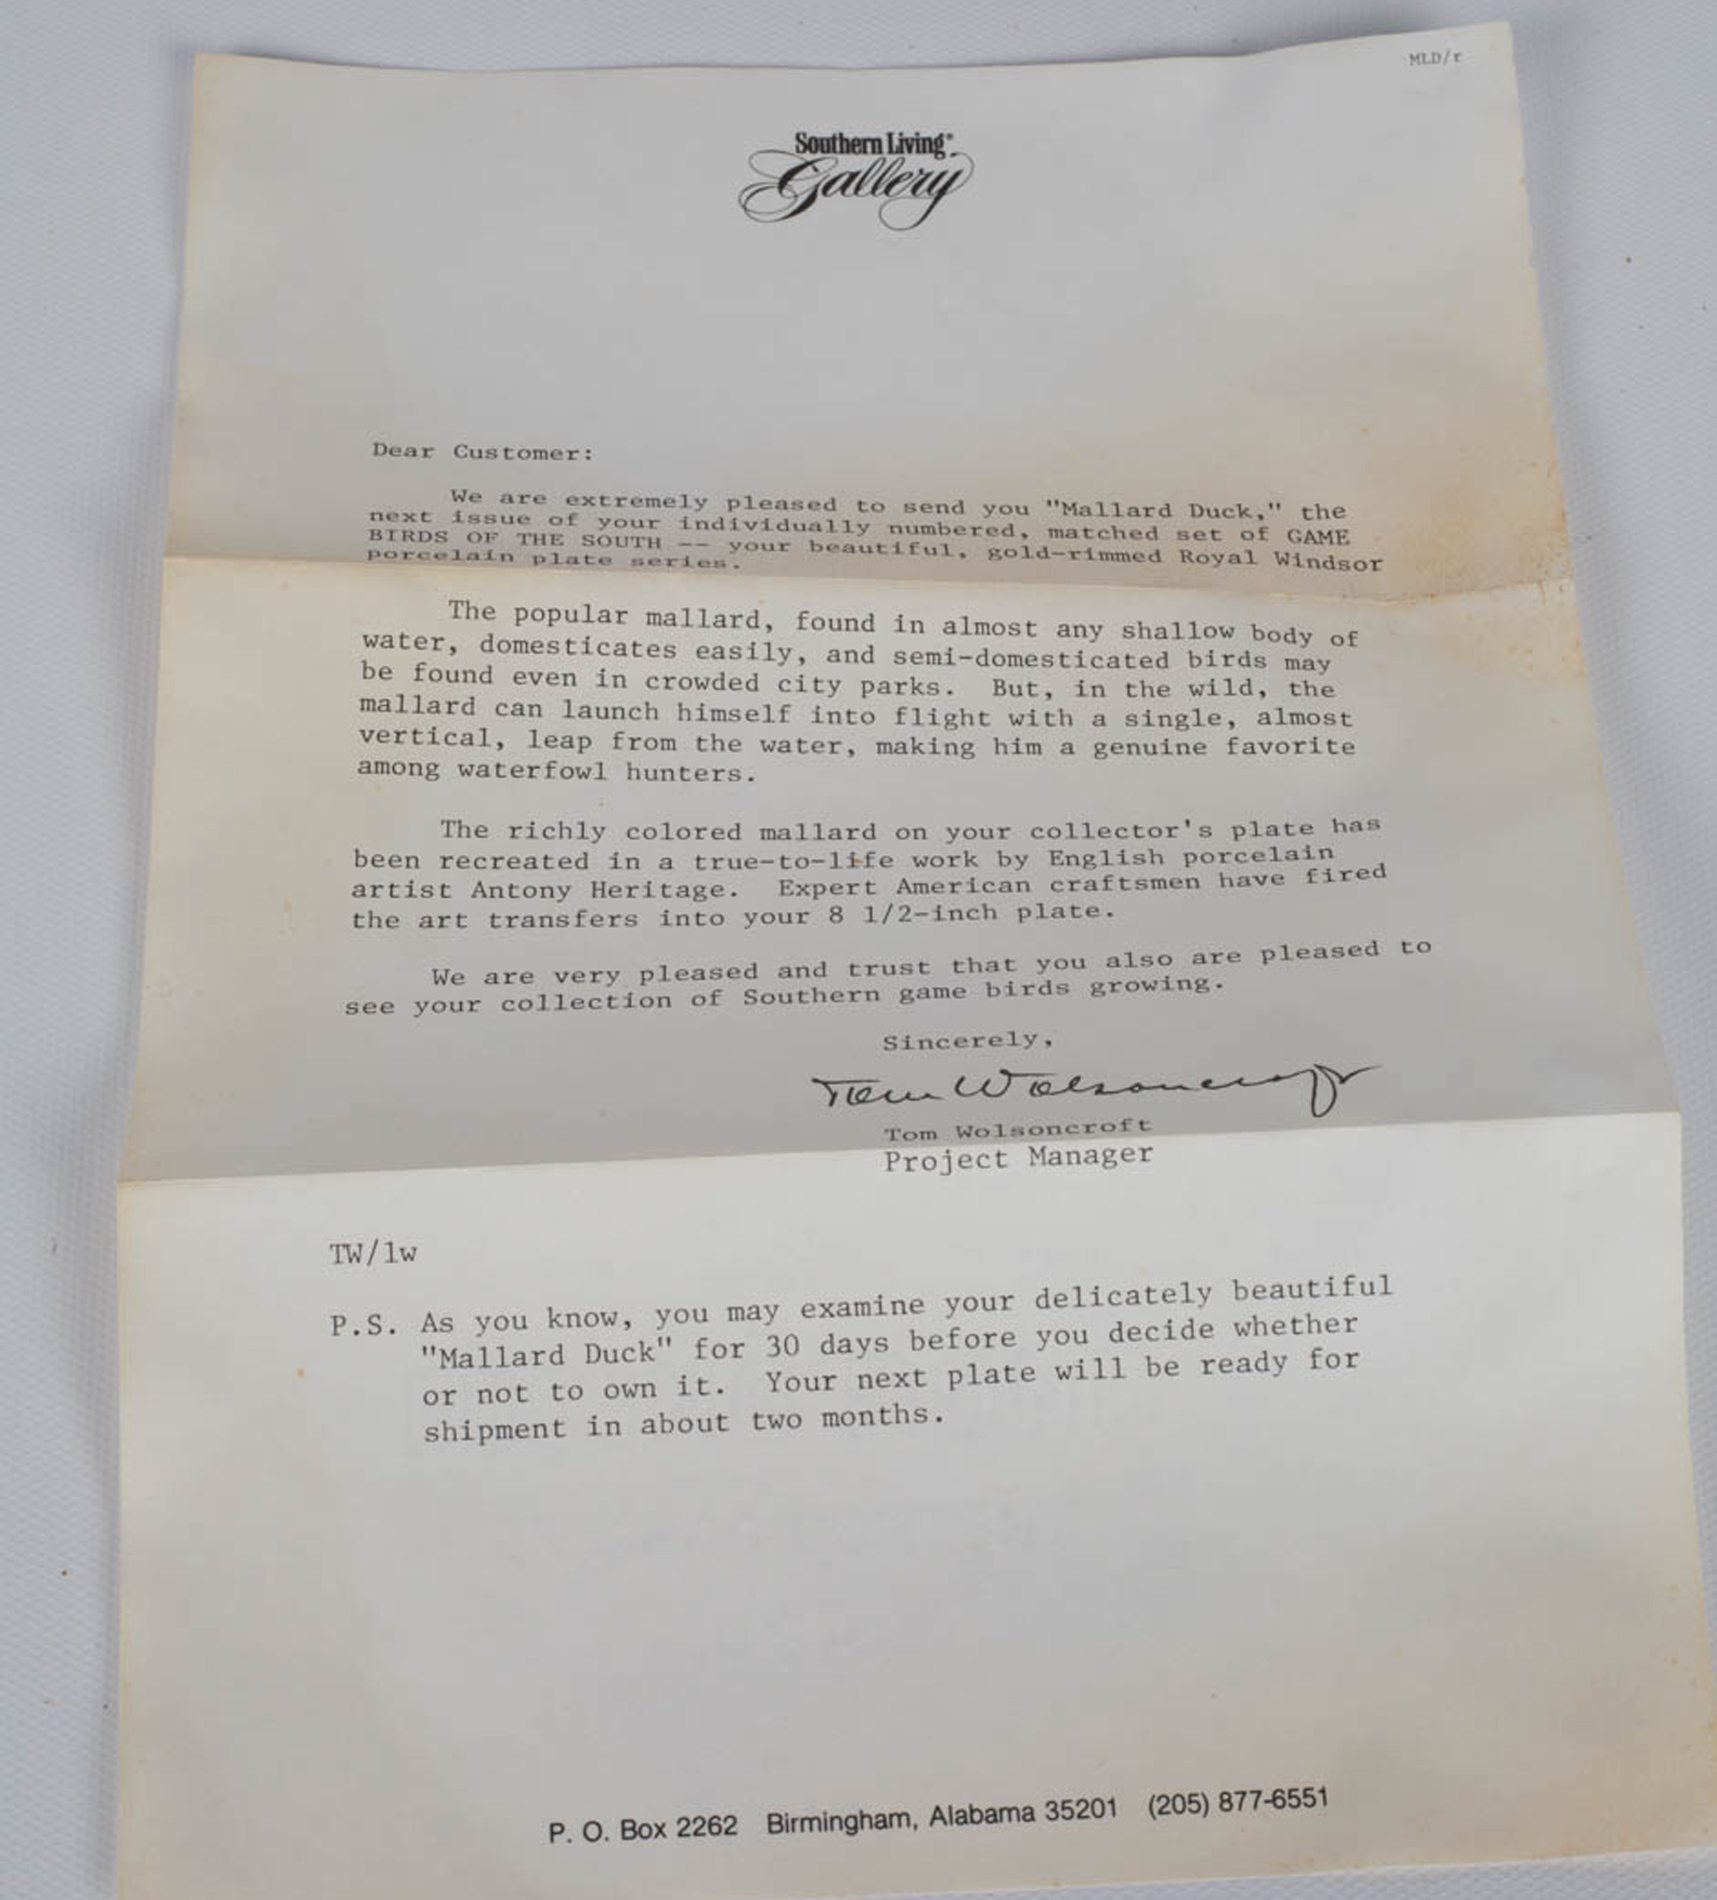 MLD/r
Southern Living®
Gallery
Dear Customer:
We are extremely pleased to send you "Mallard Duck," the
next issue of your individually numbered, matched set of GAME
BIRDS OF THE SOUTH -- your beautiful, gold-rimmed Royal Windsor
porcelain plate series.
The popular mallard, found in almost any shallow body of
water, domesticates easily, and semi-domesticated birds may
be found even in crowded city parks. But, in the wild, the
mallard can launch himself into flight with a single, almost
vertical, leap from the water, making him a genuine favorite
among waterfowl hunters.
The richly colored mallard on your collector's plate has
been recreated in a true-to-life work by English porcelain
artist Antony Heritage. Expert American craftsmen have fired
the art transfers into your 8 1/2-inch plate.
We are very pleased and trust that you also are pleased to
see your collection of Southern game birds growing.
Sincerely,
Tom Wolsoncroft
Tom Wolsoncroft
Project Manager
TW/lw
P.S. As you know, you may examine your delicately beautiful
"Mallard Duck" for 30 days before you decide whether
or not to own it. Your next plate will be ready for
shipment in about two months.
P. O. Box 2262 Birmingham, Alabama 35201 (205) 877-6551